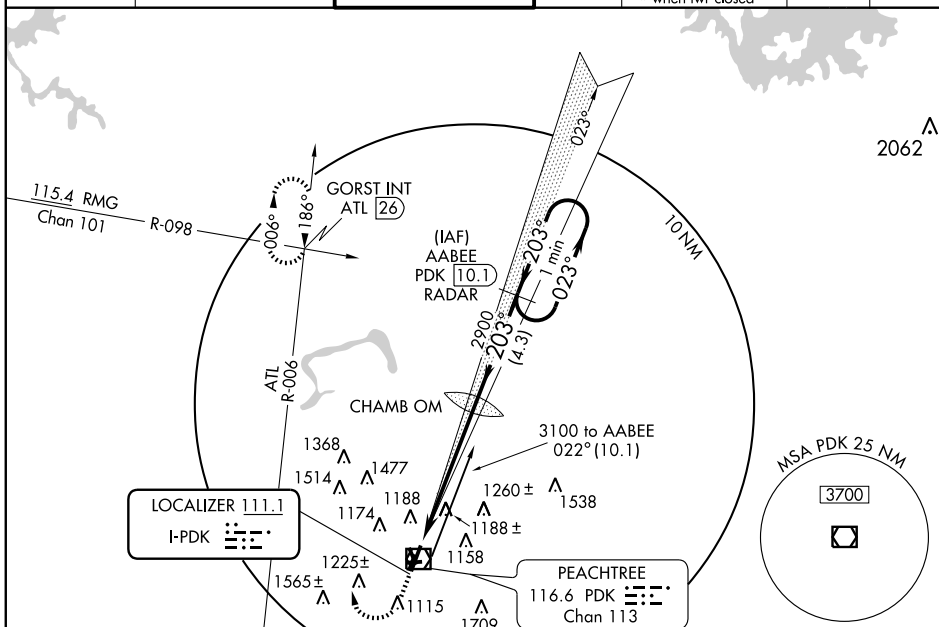 when twr closed
2062
115.4 RMG
Chan 101
R-098
006°
186°
GORST INT
ATL 26
(IAF)
AABEE
PDK 10.1
RADAR
023°
203°
1 min
023°
10 NM
2900
203°
(4.3)
ATL
R-006
CHAMB OM
3100 to AABEE
022° (10.1)
1368
1477
1514
1188
1174
1260 ±
1538
1188 ±
1158
MSA PDK 25 NM
3700
LOCALIZER 111.1
I-PDK
1225±
1565±
1115
1709
PEACHTREE
116.6 PDK
Chan 113